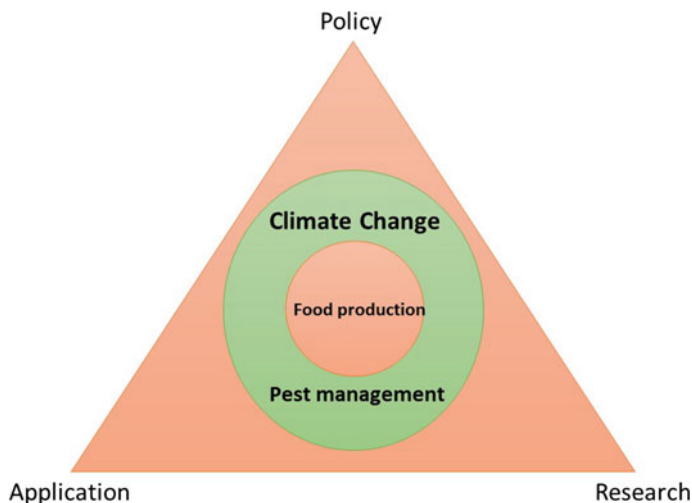 Policy
Climate Change
Food production
Pest management
Application
Research